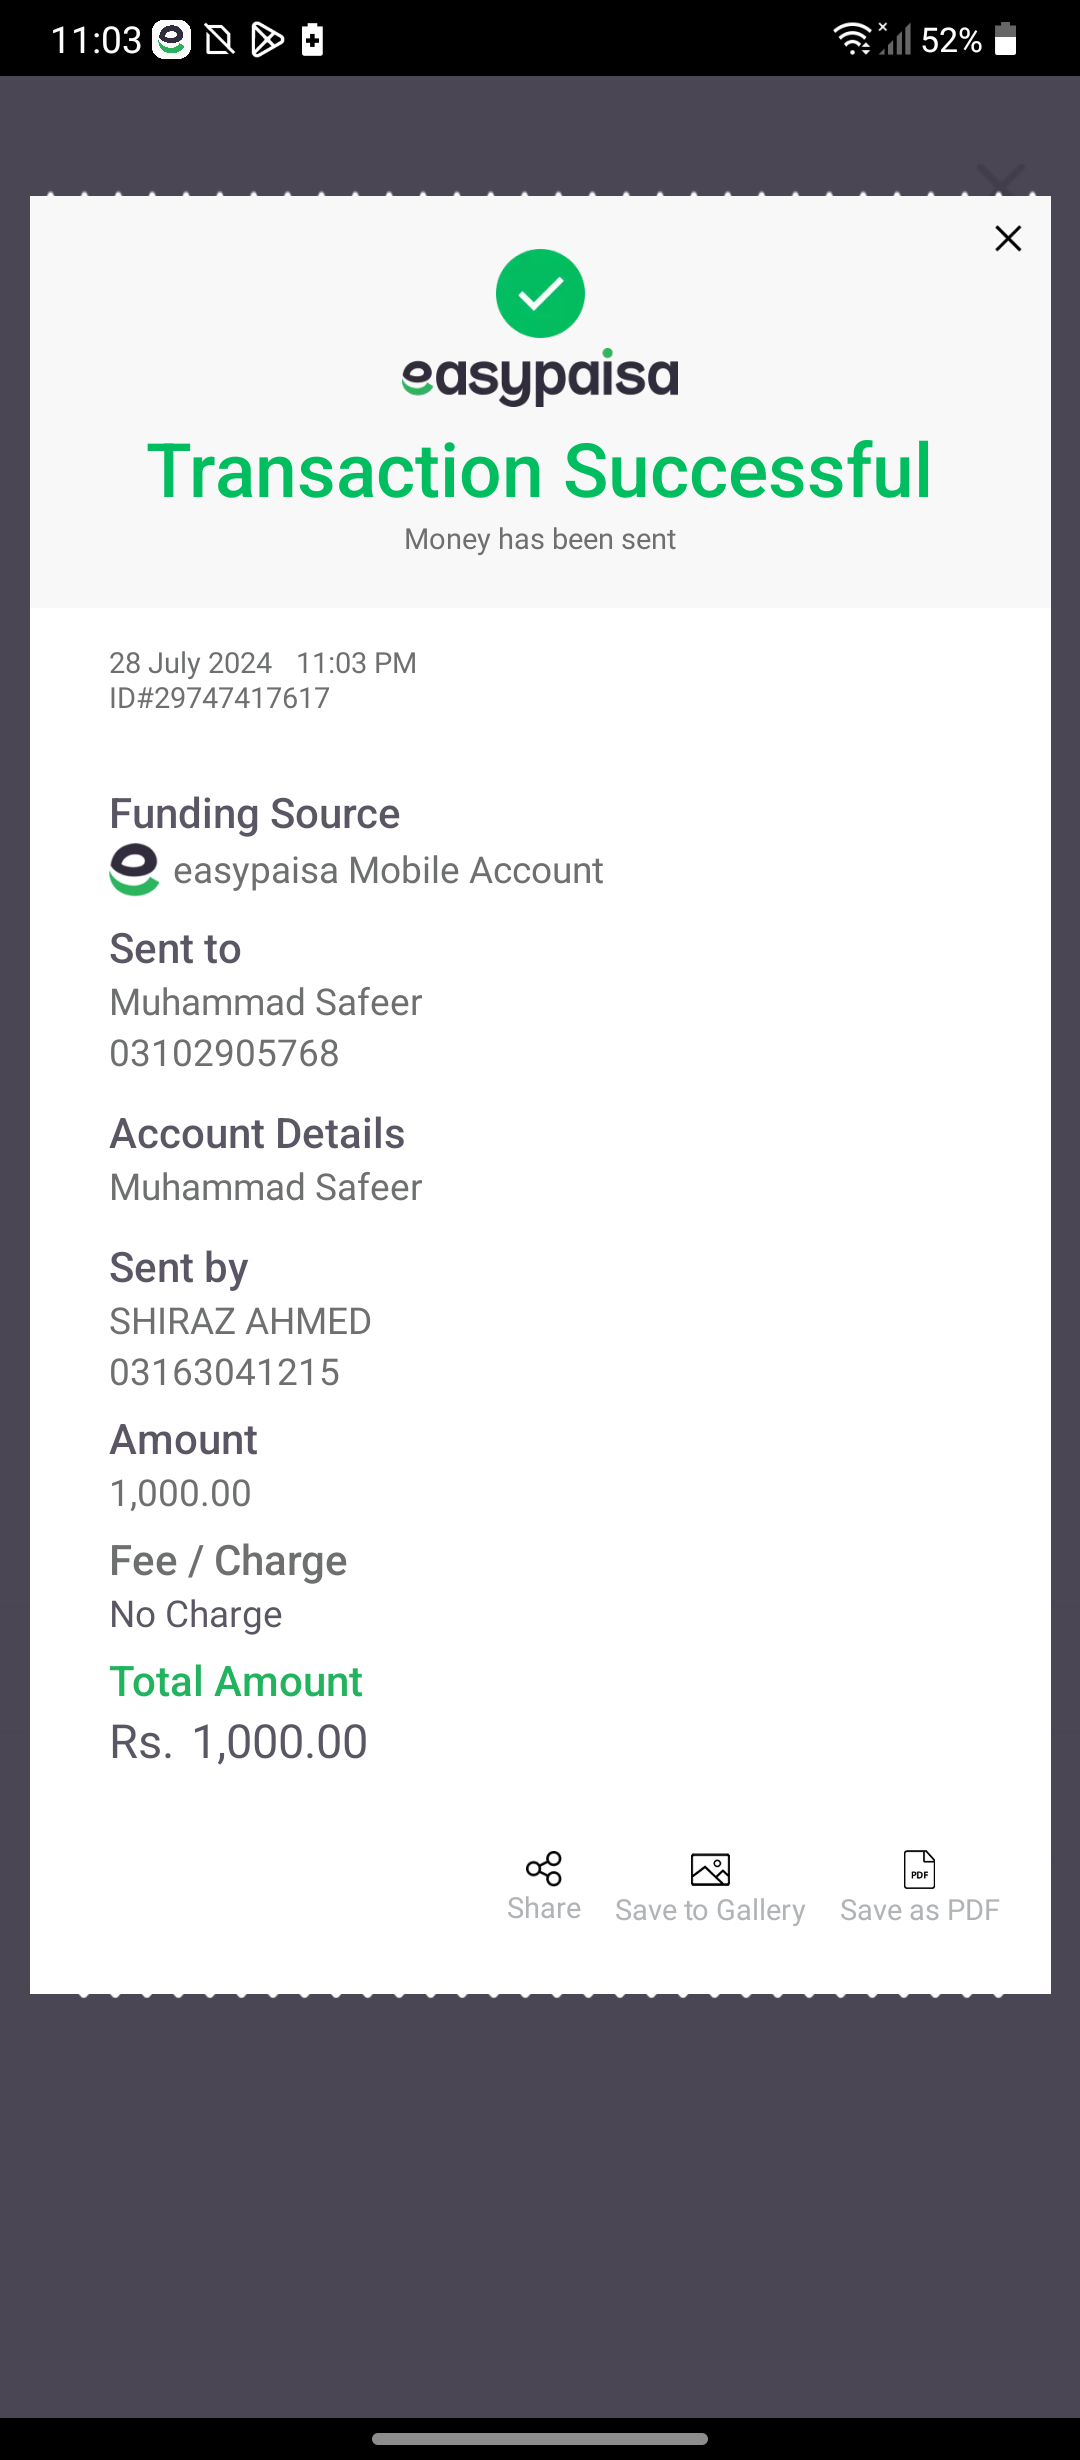 11:03 52%
easypaisa
Transaction Successful
Money has been sent
28 July 2024 11:03 PM
ID#29747417617
Funding Source
easypaisa Mobile Account
Sent to
Muhammad Safeer
03102905768
Account Details
Muhammad Safeer
Sent by
SHIRAZ AHMED
03163041215
Amount
1,000.00
Fee / Charge
No Charge
Total Amount
Rs. 1,000.00
PDF
Share Save to Gallery Save as PDF